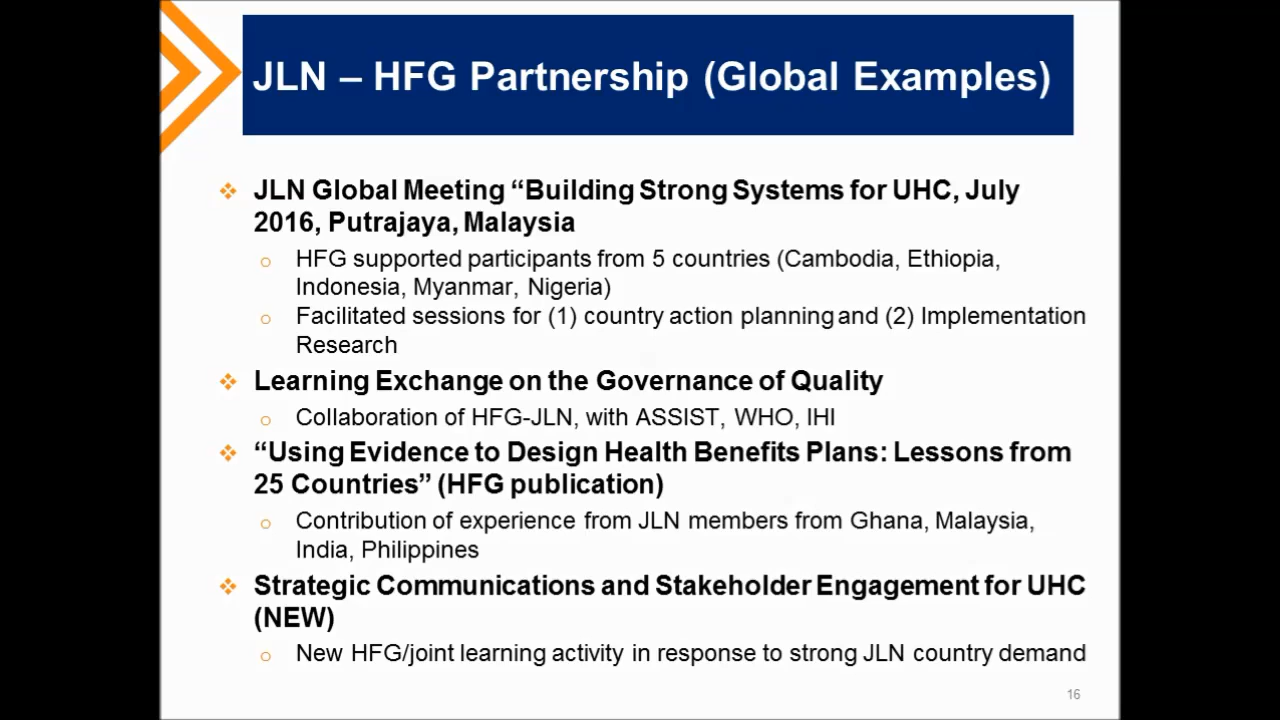 JLN – HFG Partnership (Global Examples)
JLN Global Meeting “Building Strong Systems for UHC, July
2016, Putrajaya, Malaysia
HFG supported participants from 5 countries (Cambodia, Ethiopia,
Indonesia, Myanmar, Nigeria)
Facilitated sessions for (1) country action planning and (2) Implementation
Research
Learning Exchange on the Governance of Quality
Collaboration of HFG-JLN, with ASSIST, WHO, IHI
“Using Evidence to Design Health Benefits Plans: Lessons from
25 Countries” (HFG publication)
Contribution of experience from JLN members from Ghana, Malaysia,
India, Philippines
Strategic Communications and Stakeholder Engagement for UHC
(NEW)
New HFG/joint learning activity in response to strong JLN country demand
16